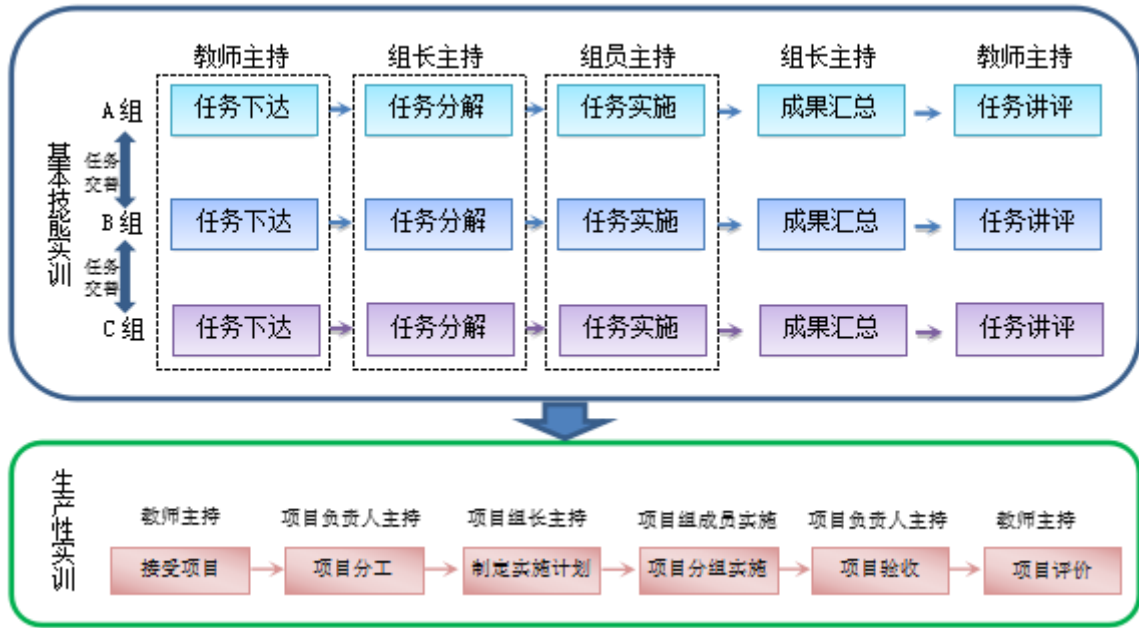 教师主持 组长主持 组员主持 组长主持 教师主持
A 组 任务下达 任务分解 任务实施 成果汇总 任务讲评
任务
交替
B 组 任务下达 任务分解 任务实施 成果汇总 任务讲评
任务
交替
C 组 任务下达 任务分解 任务实施 成果汇总 任务讲评
基本技能实训
生产性实训
教师主持 项目负责人主持 项目组长主持 项目组成员实施 项目负责人主持 教师主持
接受项目 项目分工 制定实施计划 项目分组实施 项目验收 项目评价